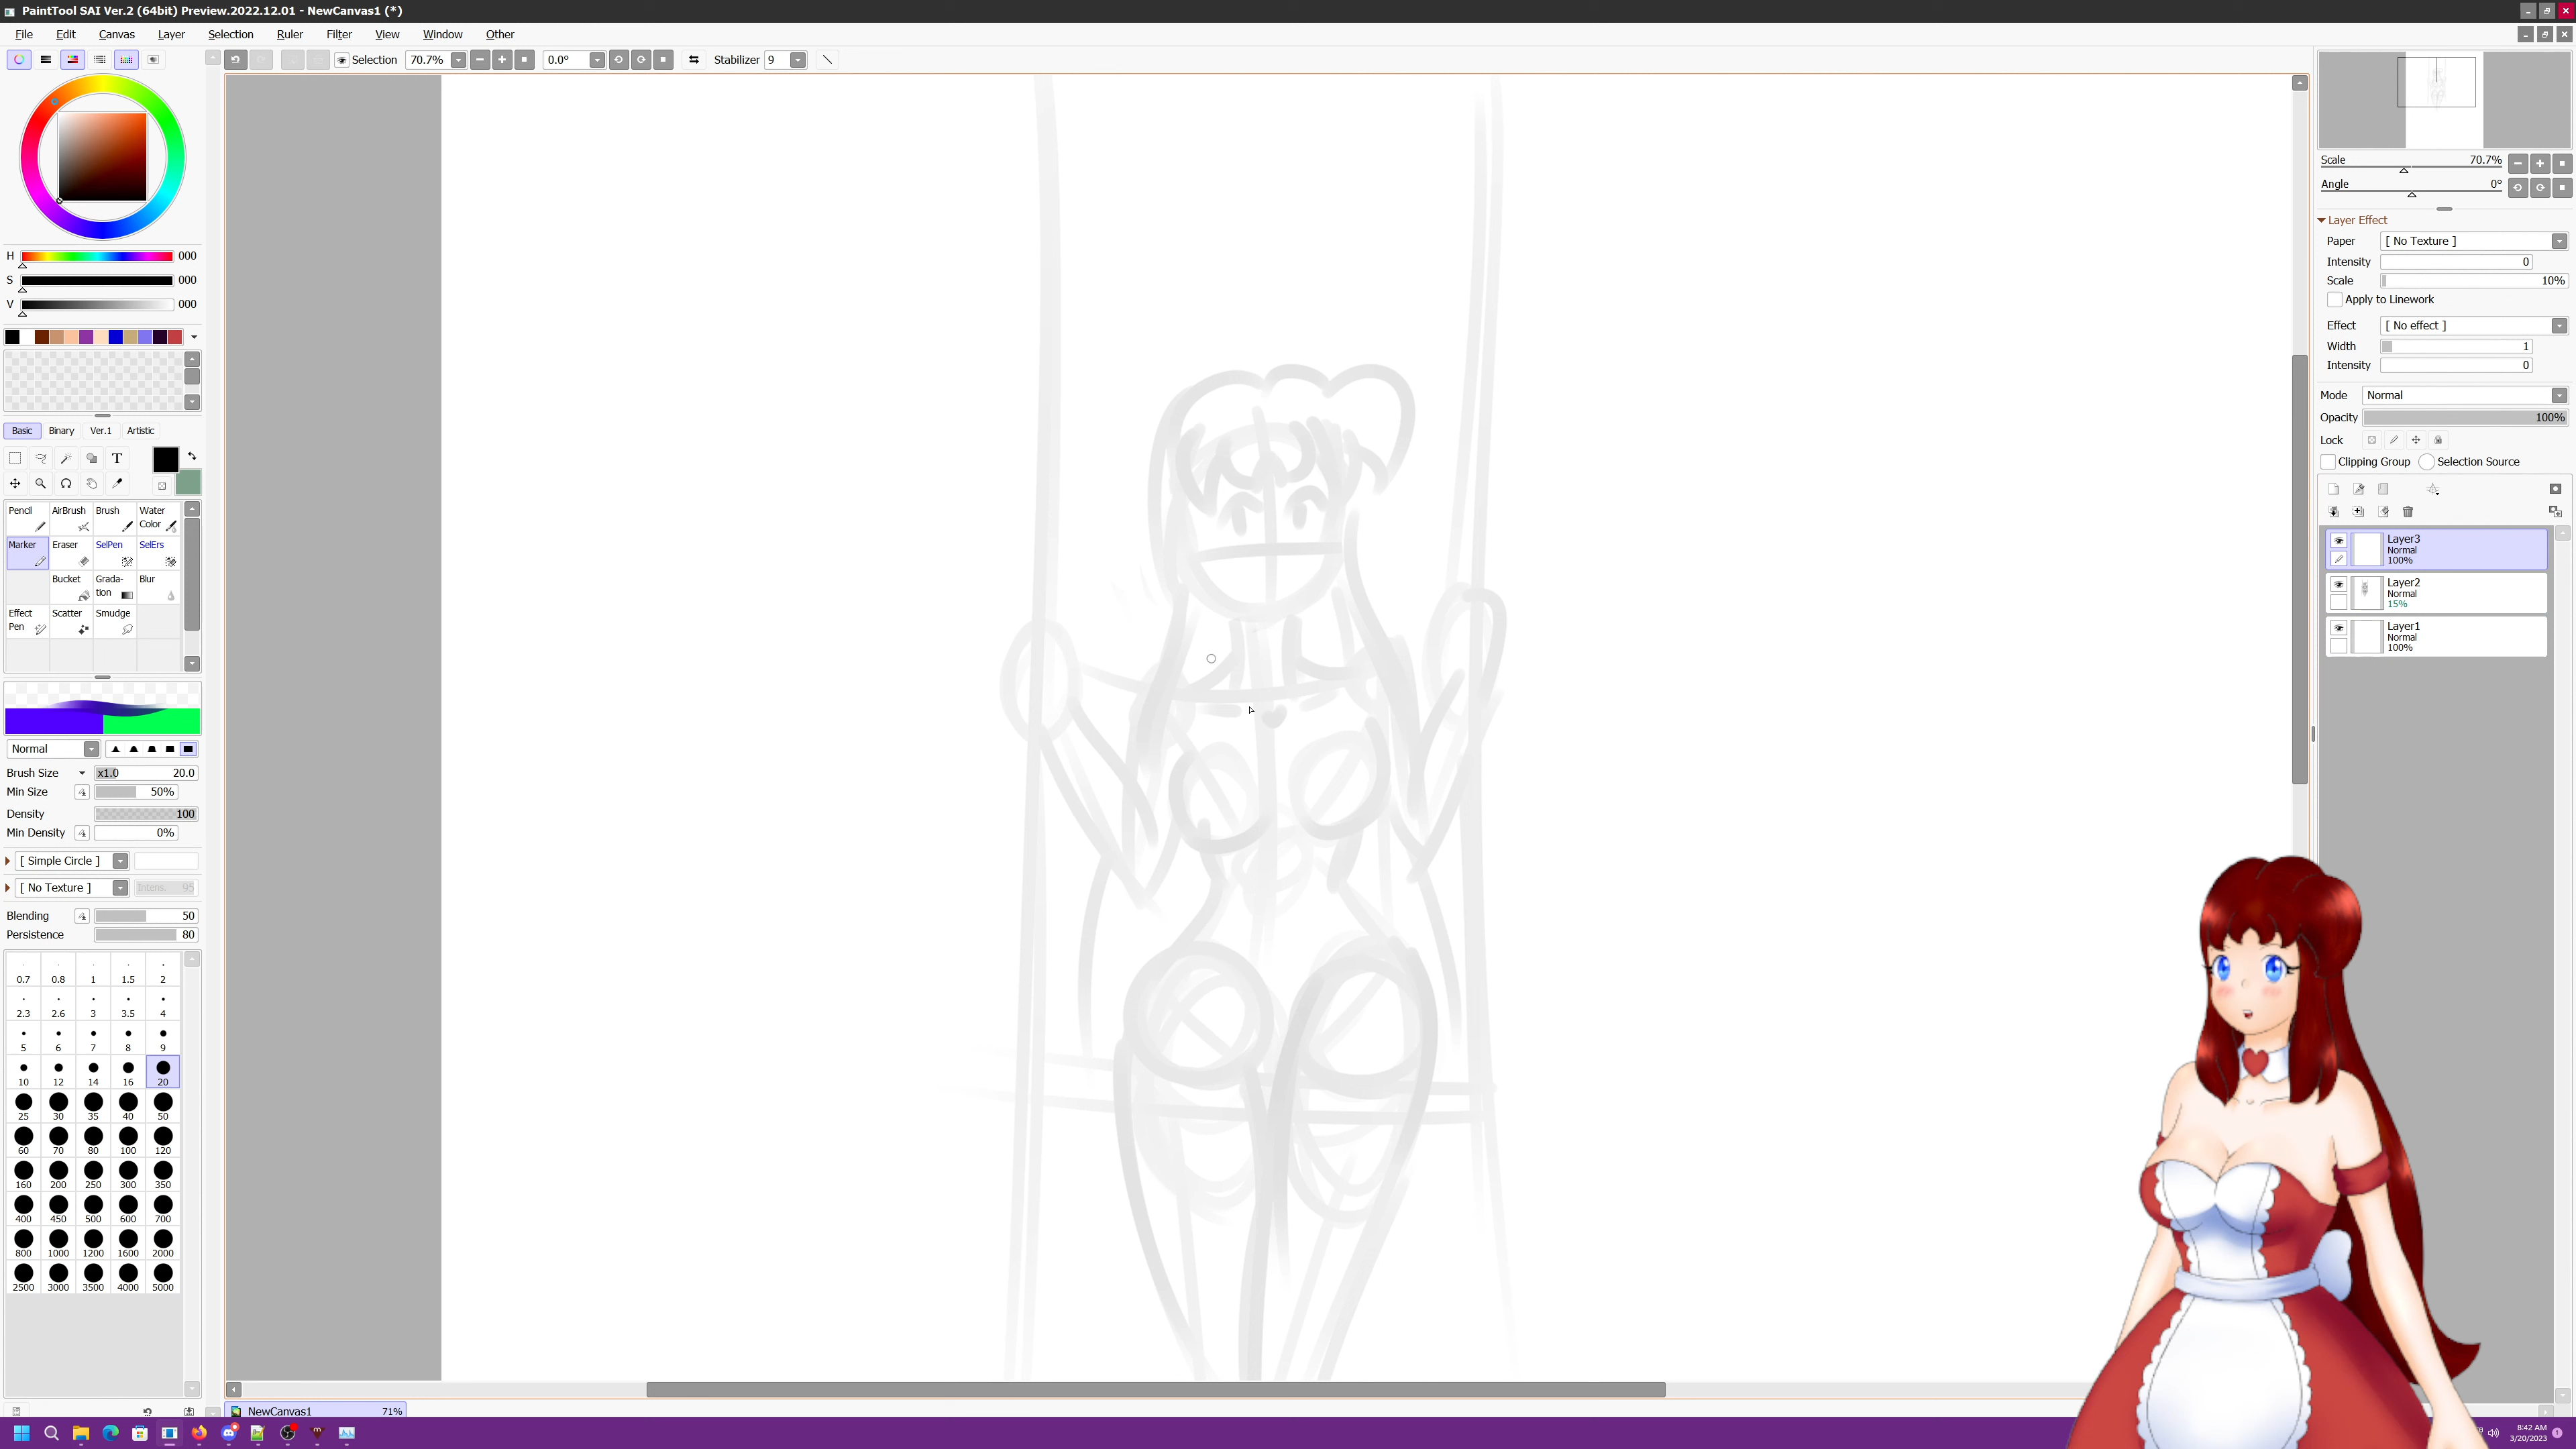 PaintTool SAI Ver.2 (64bit) Preview.2022.12.01 - NewCanvas1 (*)
File Edit Canvas Layer Selection Ruler Filter View Window Other
Selection 70.7% 0.0° Stabilizer 9
H 000
S 000
V 000
Basic Binary Ver.1 Artistic
T
Pencil AirBrush Brush Water Color
Marker Eraser SelPen SelErs
Bucket Grada-tion Blur
Effect Pen Scatter Smudge
Normal
Brush Size x1.0 20.0
Min Size 50%
Density 100
Min Density 0%
[ Simple Circle ]
[ No Texture ] Intens. 95
Blending 50
Persistence 80
0.7 0.8 1 1.5 2
2.3 2.6 3 3.5 4
5 6 7 8 9
10 12 14 16 20
25 30 35 40 50
60 70 80 100 120
160 200 250 300 350
400 450 500 600 700
800 1000 1200 1600 2000
2500 3000 3500 4000 5000
NewCanvas1 71%
Scale 70.7%
Angle 0°
Layer Effect
Paper [ No Texture ]
Intensity 0
Scale 10%
Apply to Linework
Effect [ No effect ]
Width 1
Intensity 0
Mode Normal
Opacity 100%
Lock
Clipping Group Selection Source
Layer3
Normal
100%
Layer2
Normal
15%
Layer1
Normal
100%
8:42 AM
3/20/2023
1